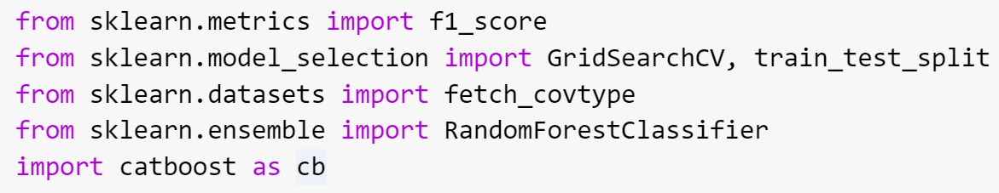 from sklearn.metrics import f1_score
from sklearn.model_selection import GridSearchCV, train_test_split
from sklearn.datasets import fetch_covtype
from sklearn.ensemble import RandomForestClassifier
import catboost as cb